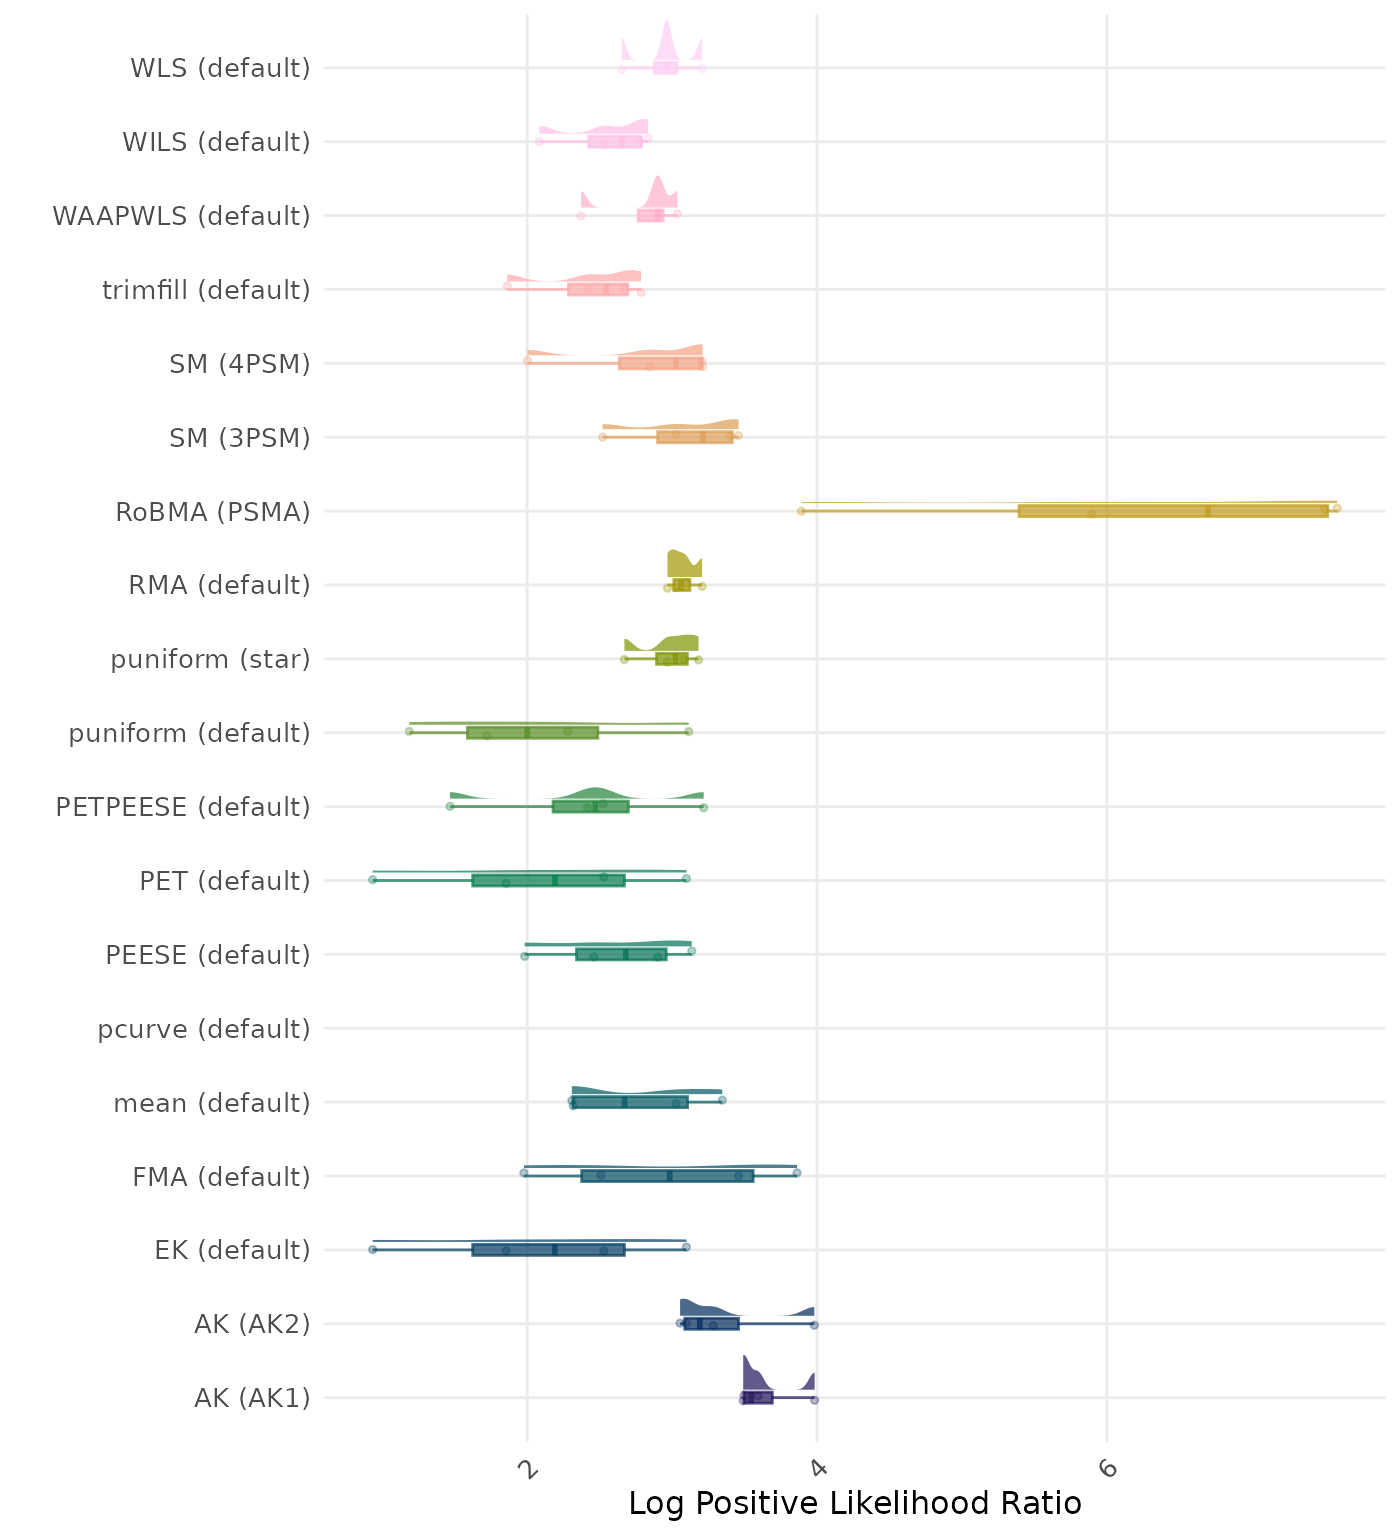 WLS (default)
WILS (default)
WAAPWLS (default)
trimfill (default)
SM (4PSM)
SM (3PSM)
RoBMA (PSMA)
RMA (default)
puniform (star)
puniform (default)
PETPEESE (default)
PET (default)
PEESE (default)
pcurve (default)
mean (default)
FMA (default)
EK (default)
AK (AK2)
AK (AK1)
2 4 6
Log Positive Likelihood Ratio